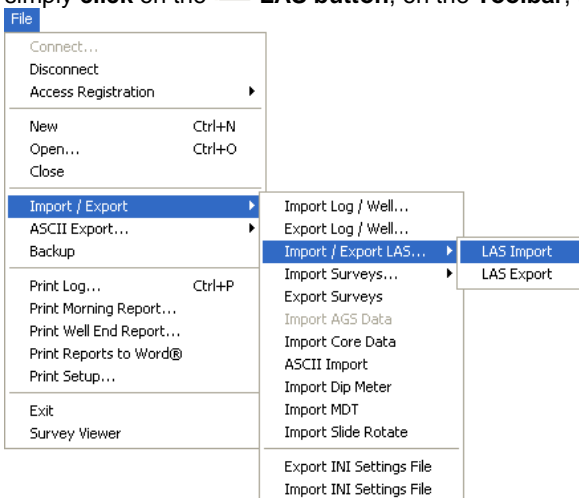 simply click on the LAS button, on the Toolbar,
File
Connect...
Disconnect
Access Registration
New Ctrl+N
Open... Ctrl+O
Close
Import / Export
ASCII Export...
Backup
Print Log... Ctrl+P
Print Morning Report...
Print Well End Report...
Print Reports to Word®
Print Setup...
Exit
Survey Viewer
Import Log / Well...
Export Log / Well...
Import / Export LAS...
Import Surveys...
Export Surveys
Import AGS Data
Import Core Data
ASCII Import
Import Dip Meter
Import MDT
Import Slide Rotate
Export INI Settings File
Import INI Settings File
LAS Import
LAS Export